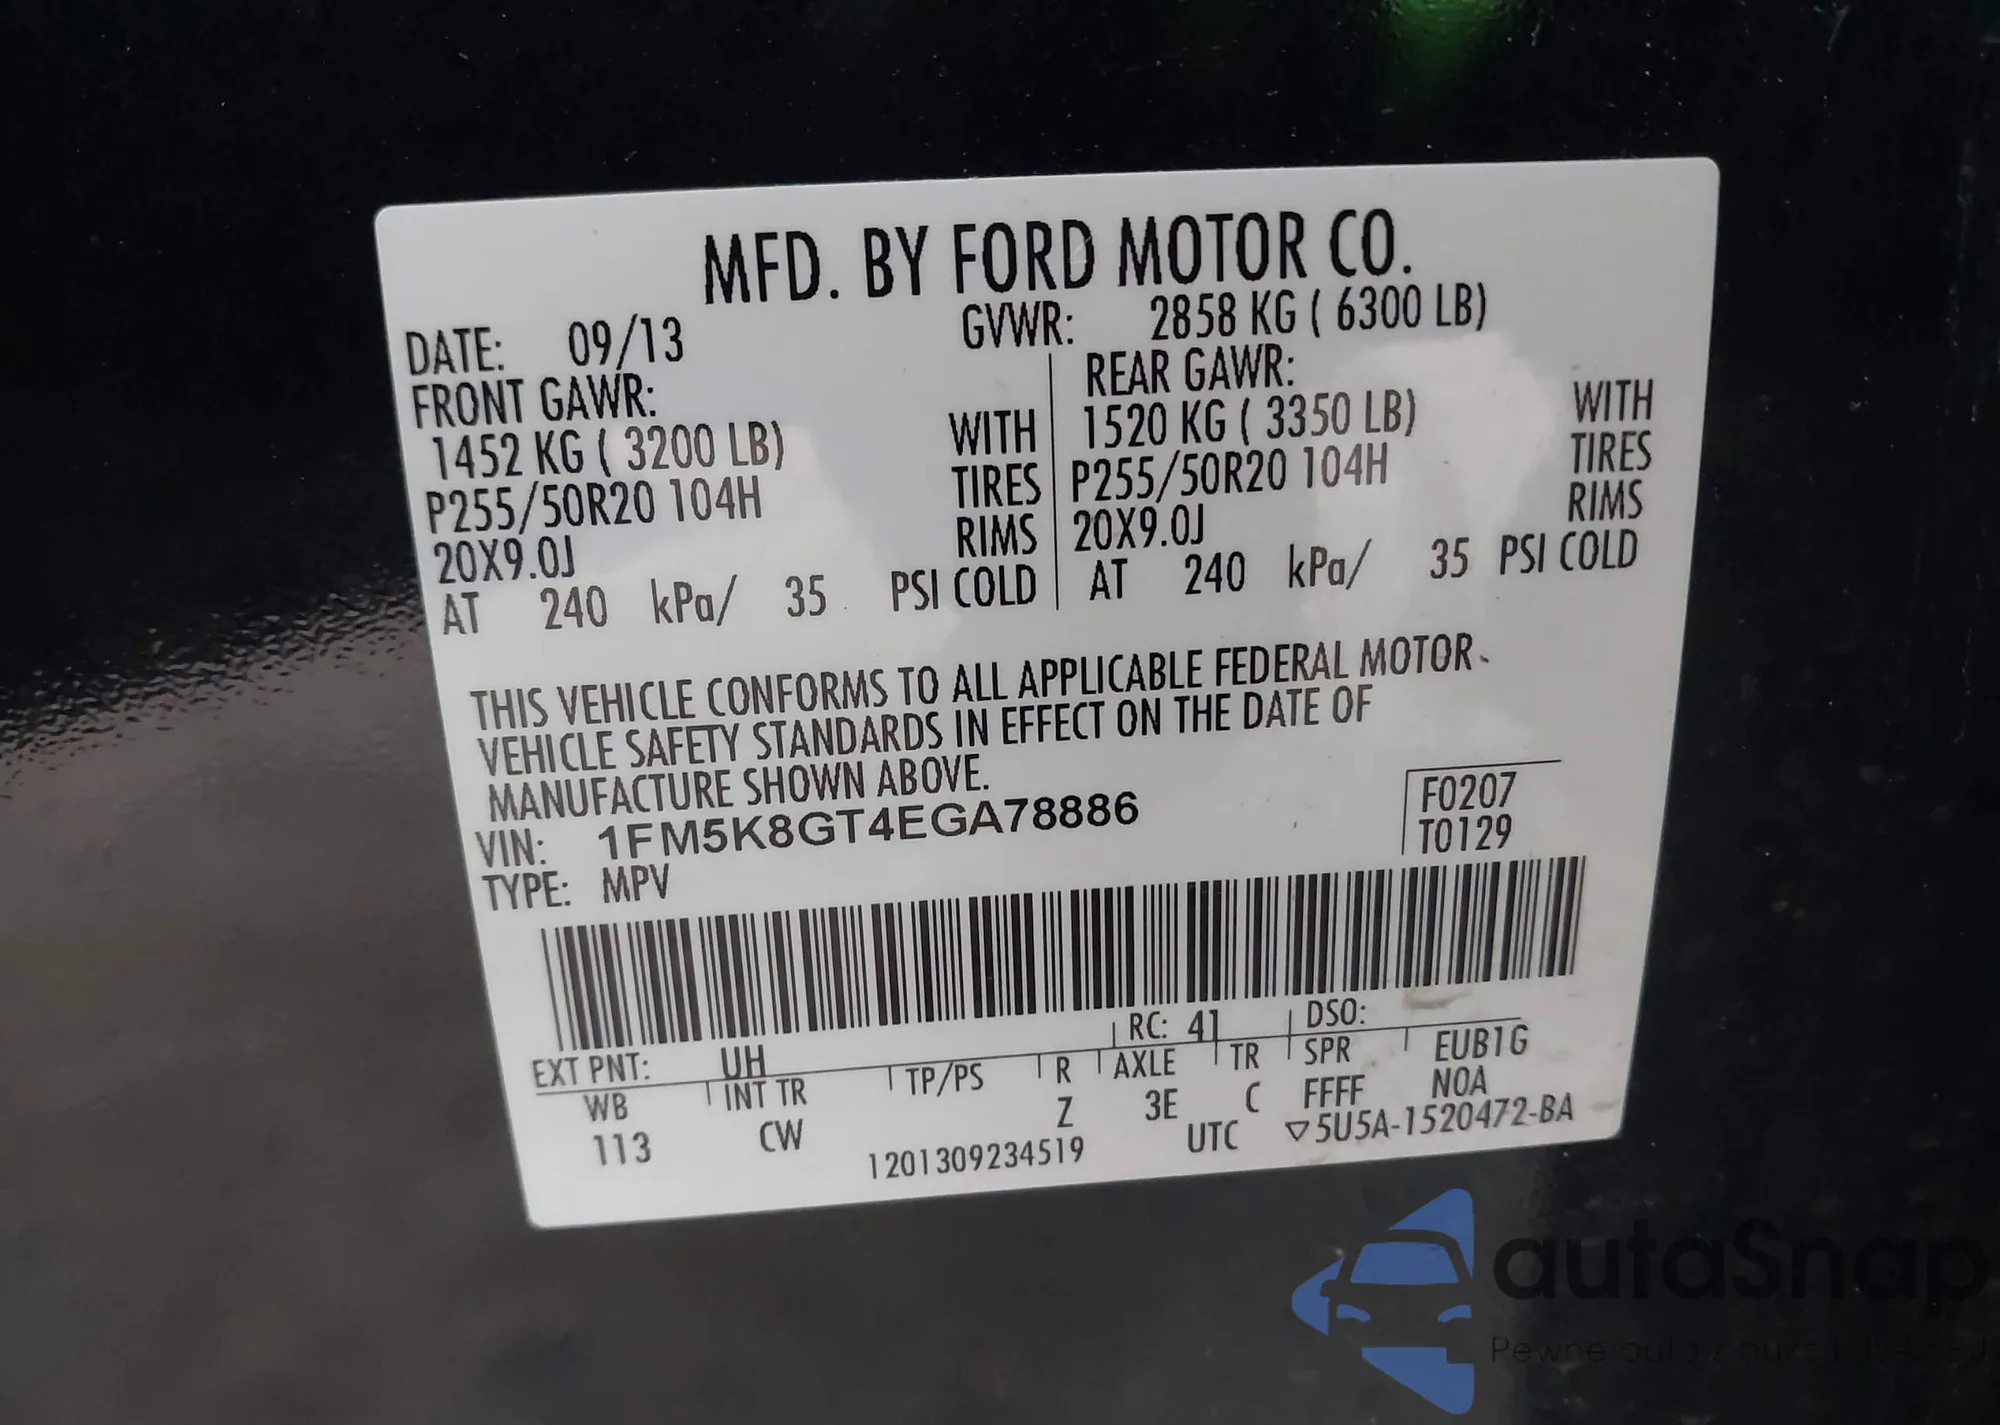 MFD. BY FORD MOTOR CO.
DATE: 09/13 GVWR: 2858 KG ( 6300 LB)
FRONT GAWR: REAR GAWR:
1452 KG ( 3200 LB) WITH 1520 KG ( 3350 LB) WITH
P255/50R20 104H TIRES P255/50R20 104H TIRES
20X9.0J RIMS 20X9.0J RIMS
AT 240 kPa/ 35 PSI COLD AT 240 kPa/ 35 PSI COLD
THIS VEHICLE CONFORMS TO ALL APPLICABLE FEDERAL MOTOR
VEHICLE SAFETY STANDARDS IN EFFECT ON THE DATE OF
MANUFACTURE SHOWN ABOVE.
VIN: 1FM5K8GT4EGA78886
F0207
T0129
TYPE: MPV
EXT PNT: UH RC: 41 DSO:
WB INT TR TP/PS R AXLE TR SPR EUB1G
113 CW Z 3E C FFFF NOA
1201309234519 UTC ▽5U5A-1520472-BA
autaSnap
Pewne auto z